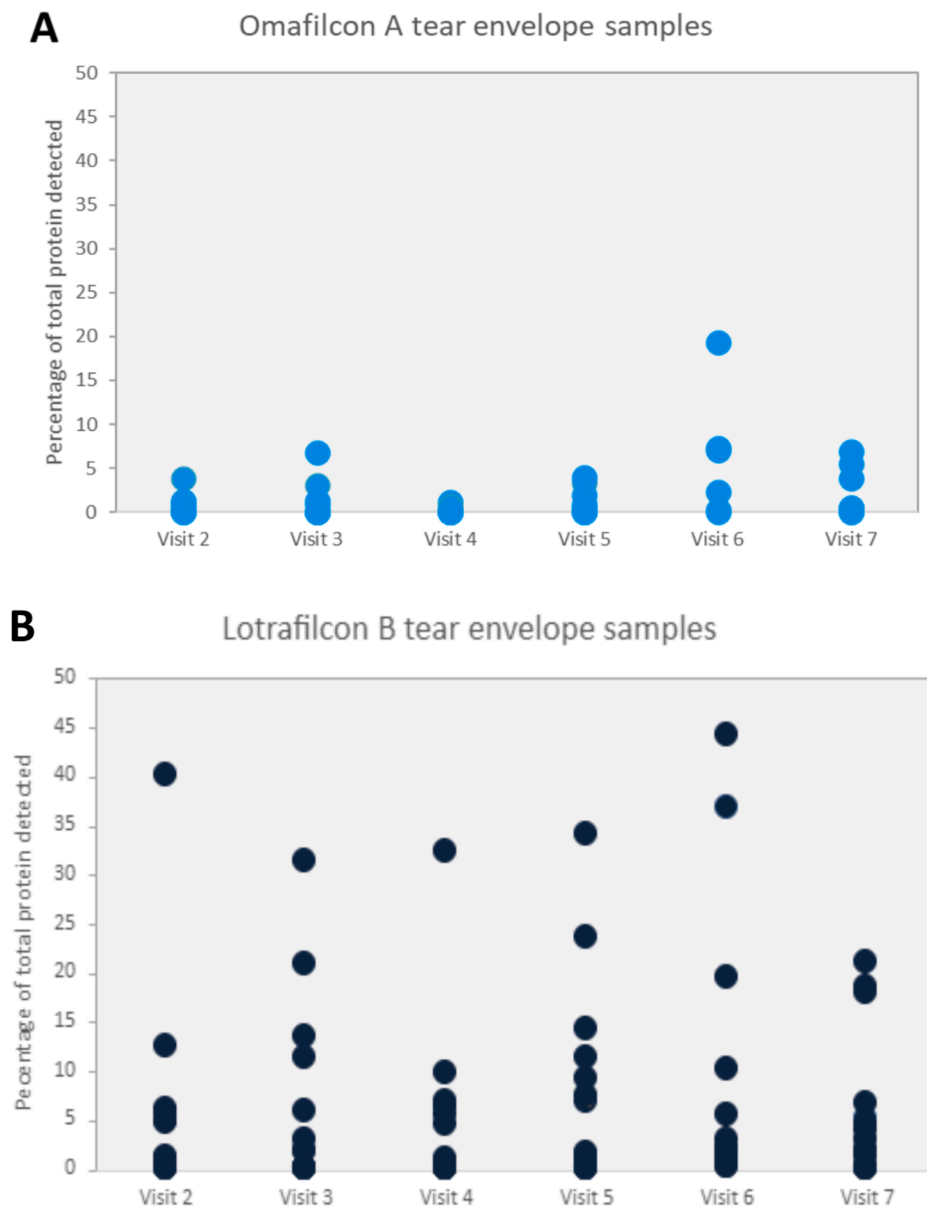 A
Omafilcon A tear envelope samples
Percentage of total protein detected
50
45
40
35
30
25
20
15
10
5
0
Visit 2 Visit 3 Visit 4 Visit 5 Visit 6 Visit 7
B
Lotrafilcon B tear envelope samples
Pecentage of total protein detected
50
45
40
35
30
25
20
15
10
5
0
Visit 2 Visit 3 Visit 4 Visit 5 Visit 6 Visit 7